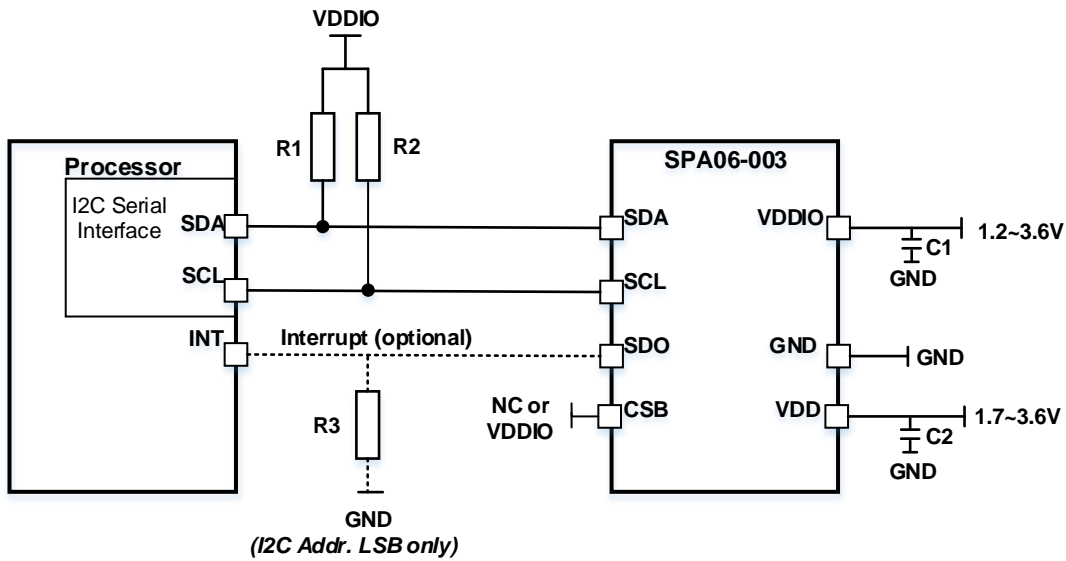 VDDIO
R1
R2
Processor
I2C Serial
Interface
SDA
SCL
INT
Interrupt (optional)
R3
GND
(I2C Addr. LSB only)
SPA06-003
SDA
SCL
SDO
CSB
NC or
VDDIO
VDDIO
1.2~3.6V
C1
GND
GND
GND
VDD
1.7~3.6V
C2
GND